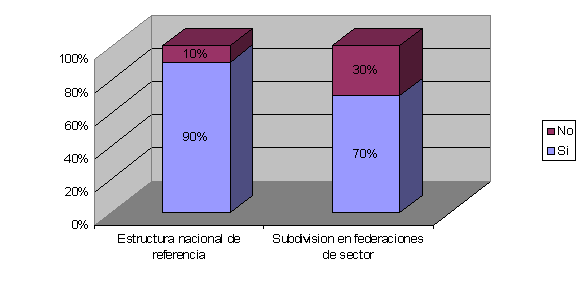 100%
80%
60%
40%
20%
0%
10%
90%
30%
70%
Estructura nacional de
referencia
Subdivision en federaciones
de sector
No
Si